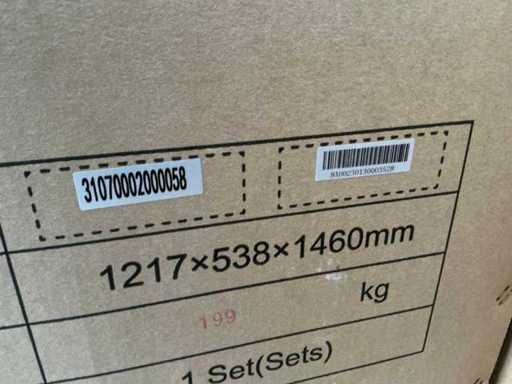 31070002000058
1217×538×1460mm
199 kg
1 Set(Sets)